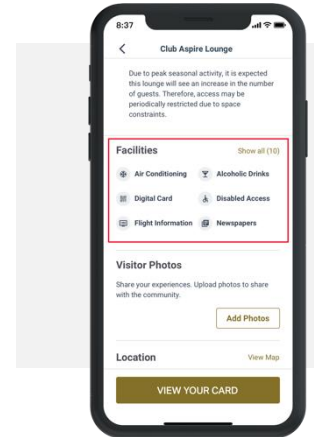 8:37
Club Aspire Lounge
Due to peak seasonal activity, it is expected
this lounge will see an increase in the number
of guests. Therefore, access may be
periodically restricted due to space
constraints.
Facilities Show all (10)
Air Conditioning Alcoholic Drinks
Digital Card Disabled Access
Flight Information Newspapers
Visitor Photos
Share your experiences. Upload photos to share
with the community.
Add Photos
Location View Map
VIEW YOUR CARD